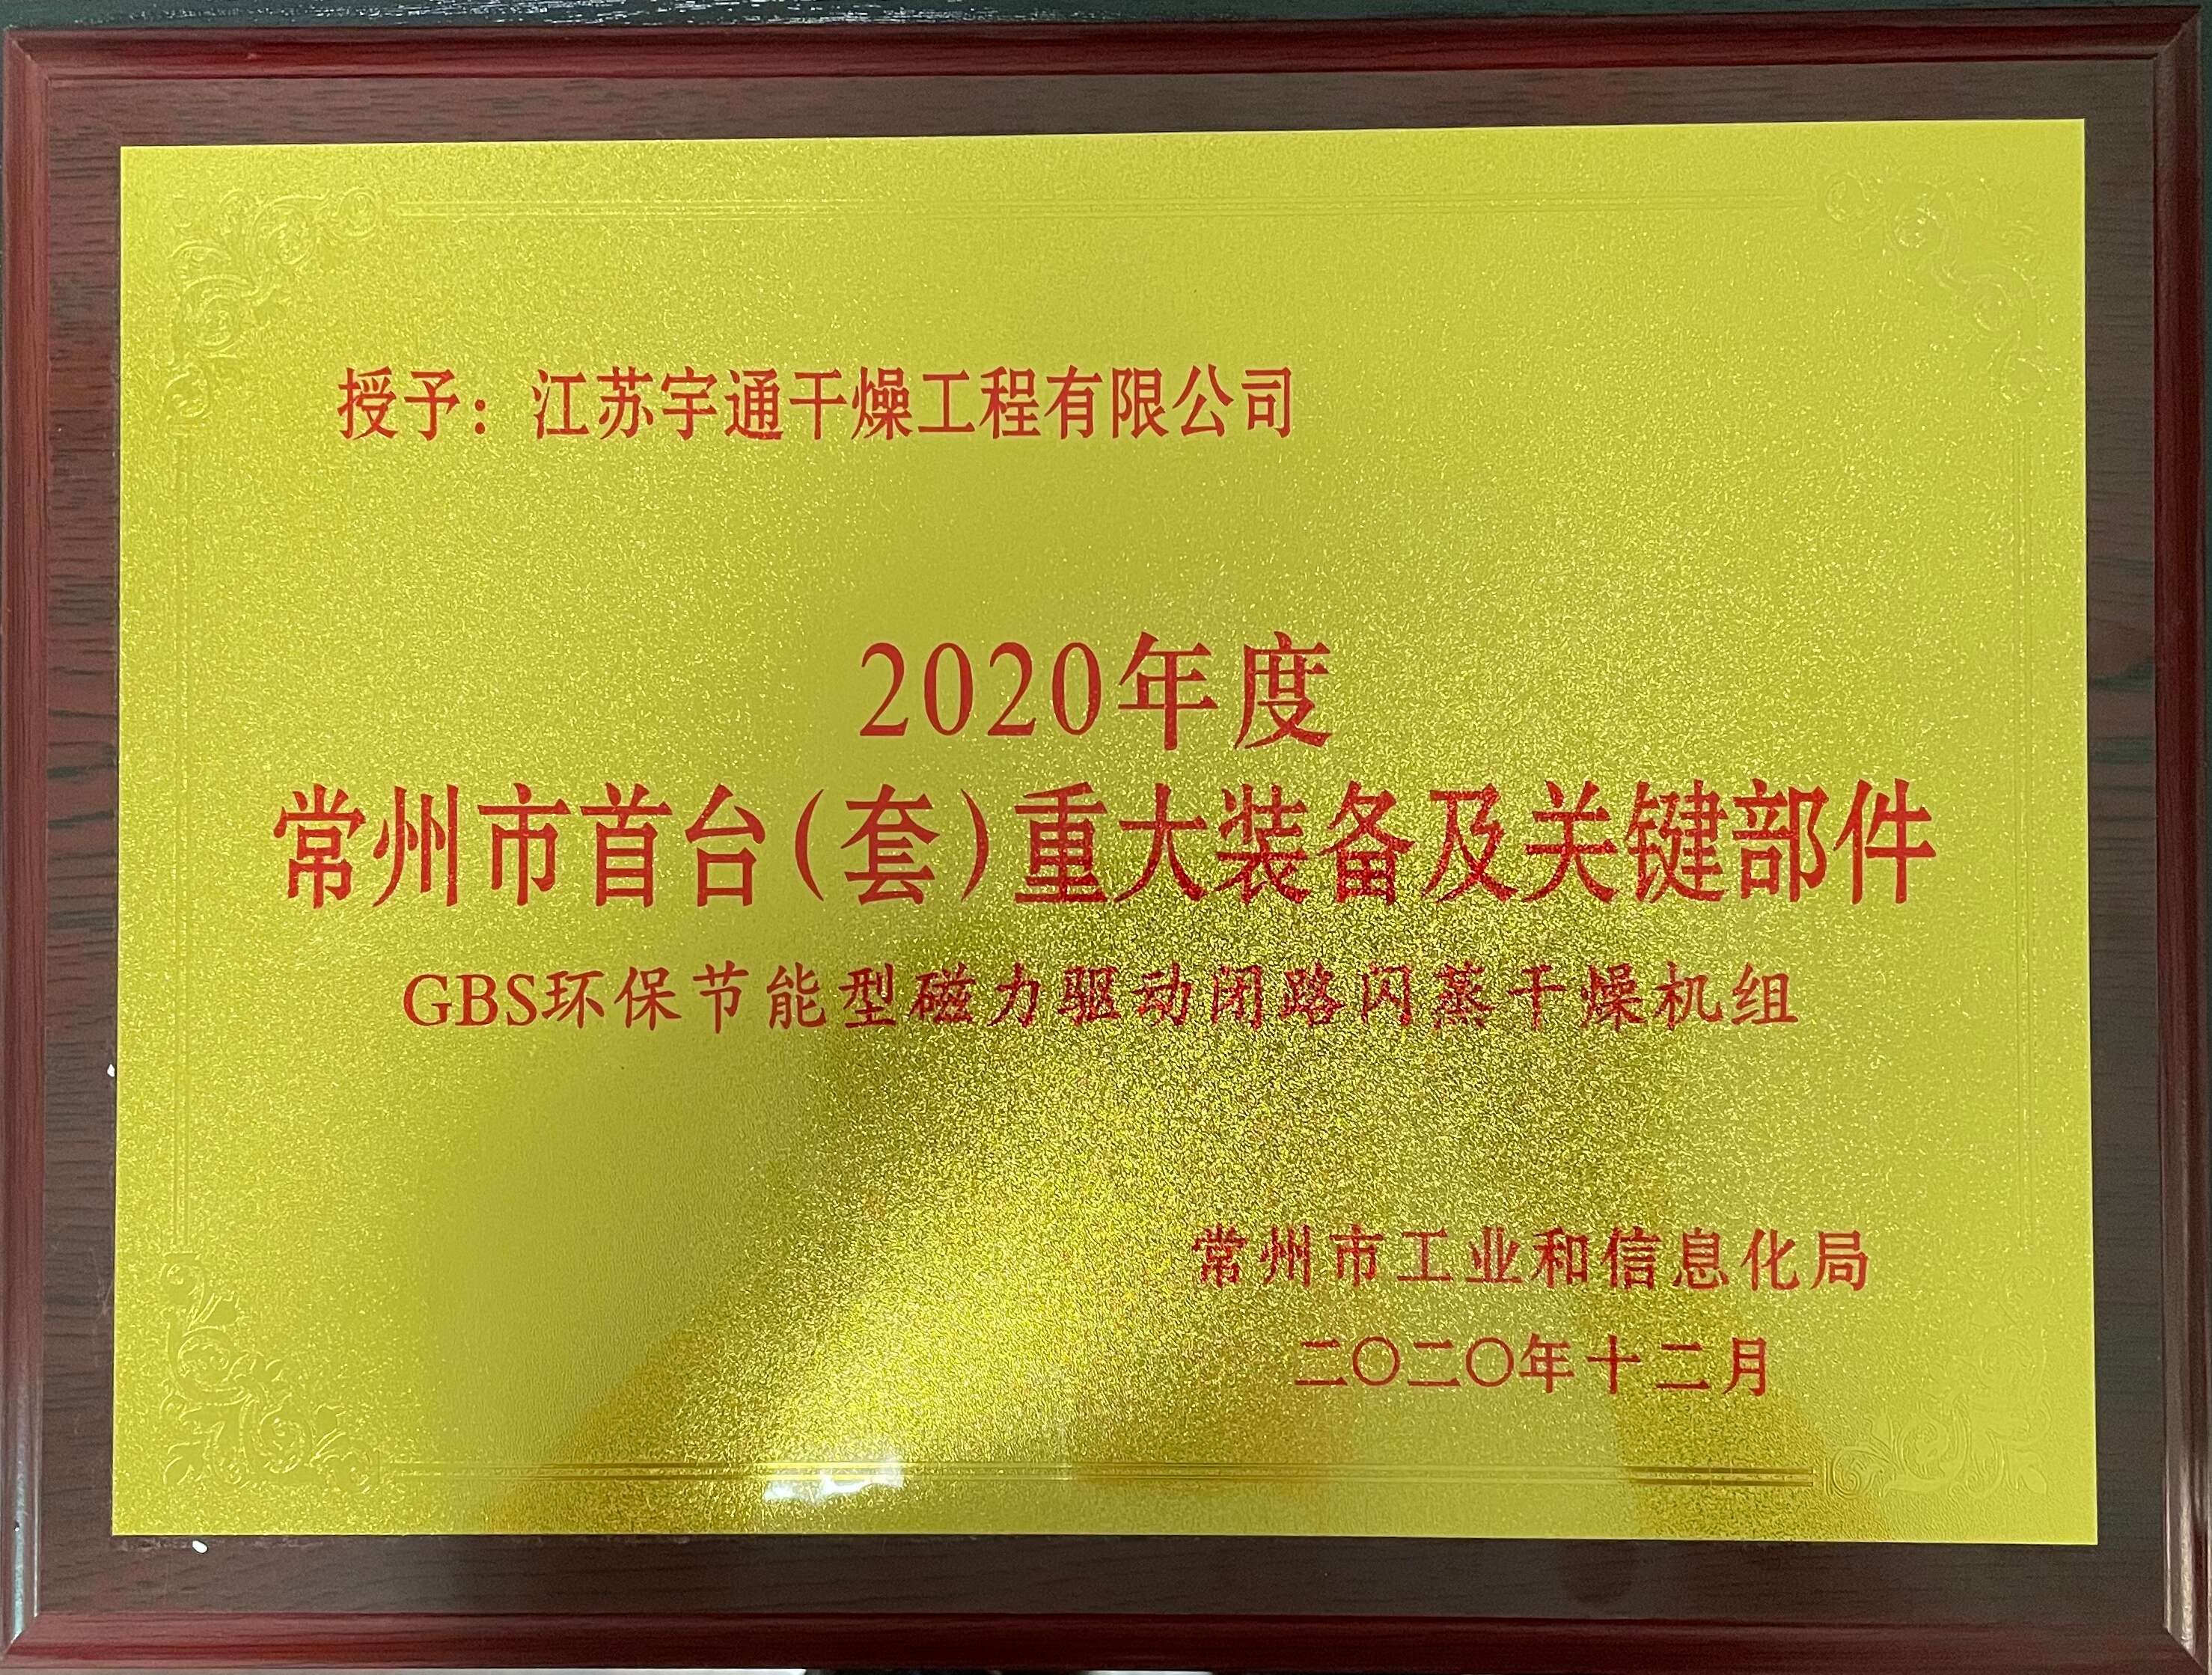 授予：江苏宇通干燥工程有限公司
2020年度
常州市首台（套）重大装备及关键部件
GBS环保节能型磁力驱动闭路闪蒸干燥机组
常州市工业和信息化局
二〇二〇年十二月